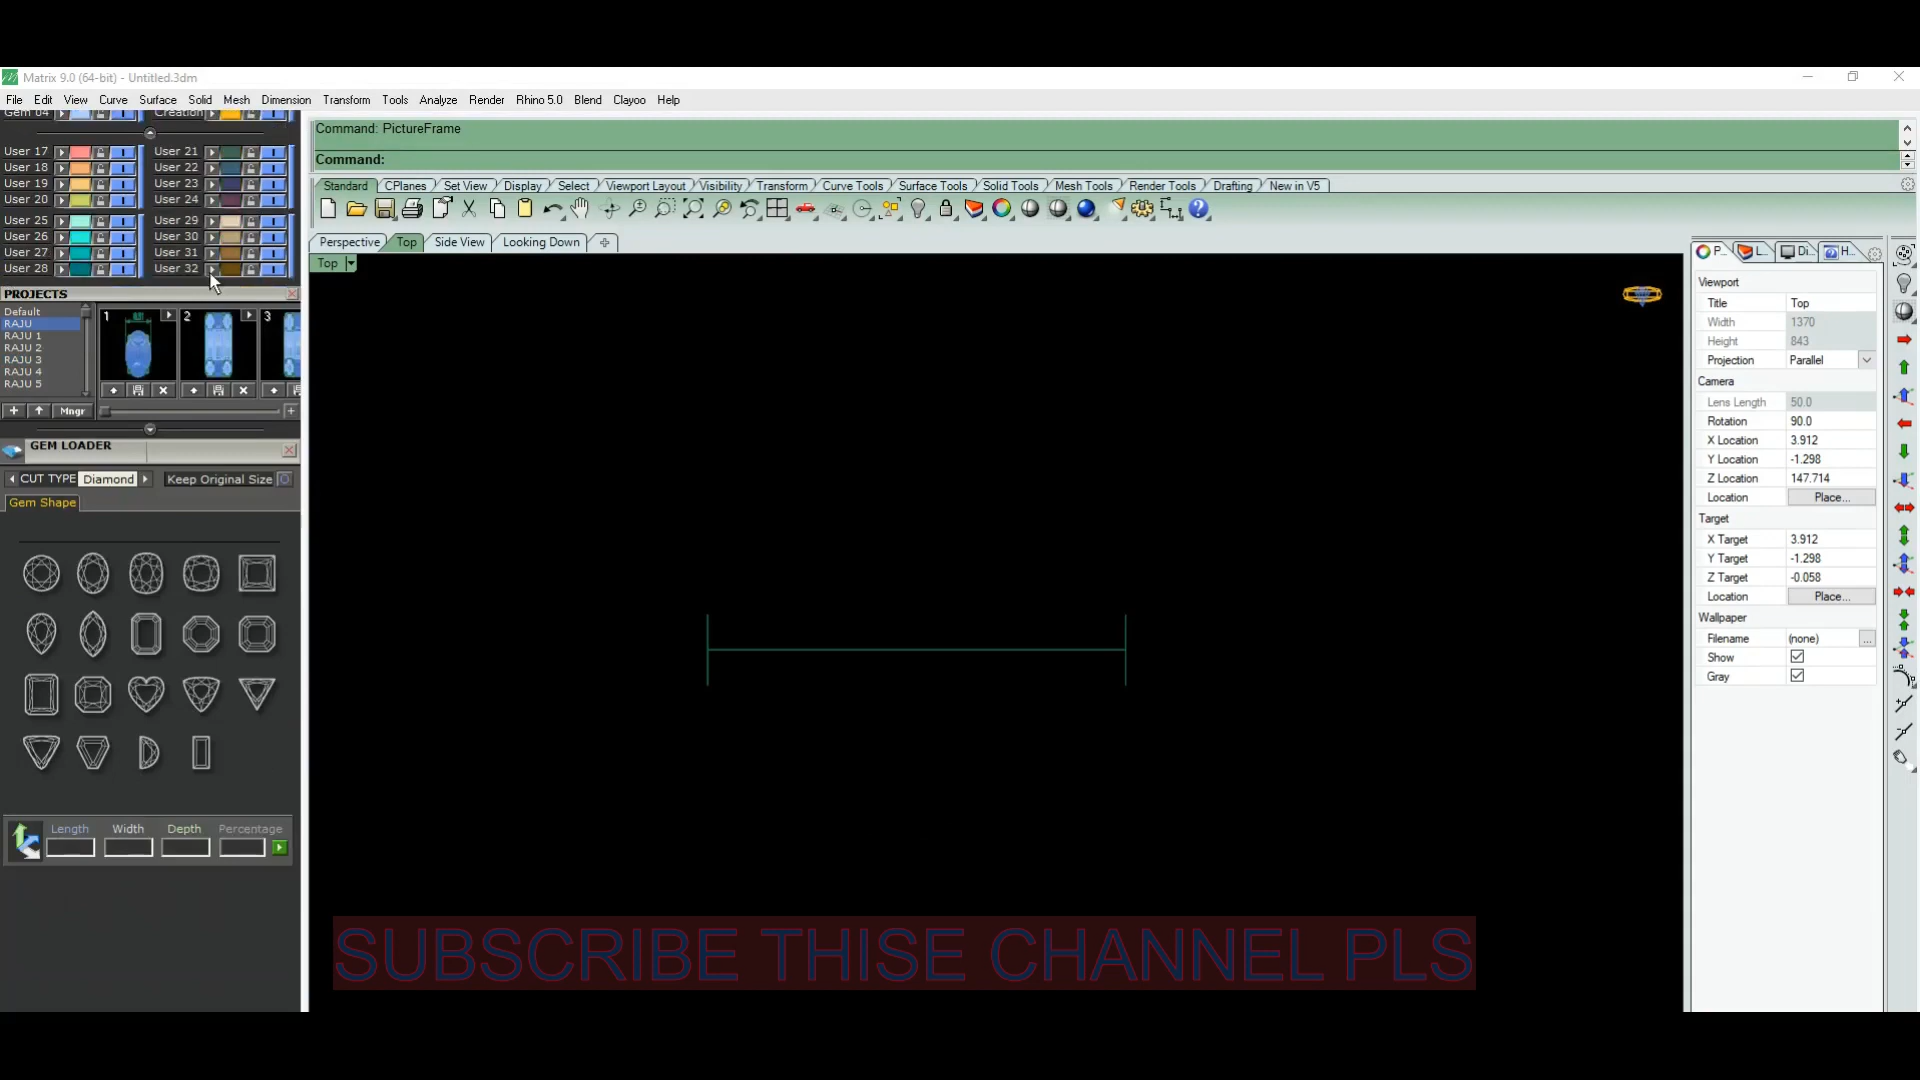 Matrix 9.0 (64-bit) - Untitled.3dm
File Edit View Curve Surface Solid Mesh Dimension Transform Tools Analyze Render Rhino 5.0 Blend Clayoo Help
Gem 04 Creation
User 17 User 21
User 18 User 22
User 19 User 23
User 20 User 24
User 25 User 29
User 26 User 30
User 27 User 31
User 28 User 32
PROJECTS
Default
RAJU
RAJU 1
RAJU 2
RAJU 3
RAJU 4
RAJU 5
1 2 3
Mngr
GEM LOADER
CUT TYPE Diamond Keep Original Size
Gem Shape
Length Width Depth Percentage
Command: PictureFrame
Command:
Standard CPlanes Set View Display Select Viewport Layout Visibility Transform Curve Tools Surface Tools Solid Tools Mesh Tools Render Tools Drafting New in V5
Perspective Top Side View Looking Down
Top
SUBSCRIBE THISE CHANNEL PLS
P... L... Di... H...
Viewport
Title Top
Width 1370
Height 843
Projection Parallel
Camera
Lens Length 50.0
Rotation 90.0
X Location 3.912
Y Location -1.298
Z Location 147.714
Location Place...
Target
X Target 3.912
Y Target -1.298
Z Target -0.058
Location Place...
Wallpaper
Filename (none) ...
Show
Gray